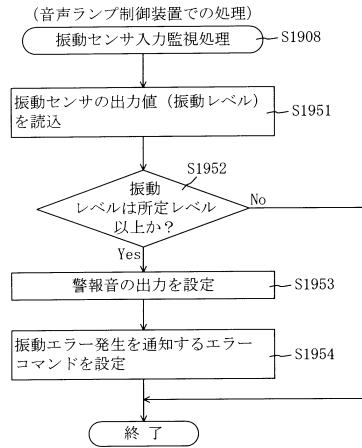 (音声ランプ制御装置での処理)
振動センサ入力監視処理
S1908
振動センサの出力値（振動レベル）
を読込
S1951
S1952
振動
レベルは所定レベル
以上か？
No
Yes
警報音の出力を設定
S1953
振動エラー発生を通知するエラー
コマンドを設定
S1954
終 了